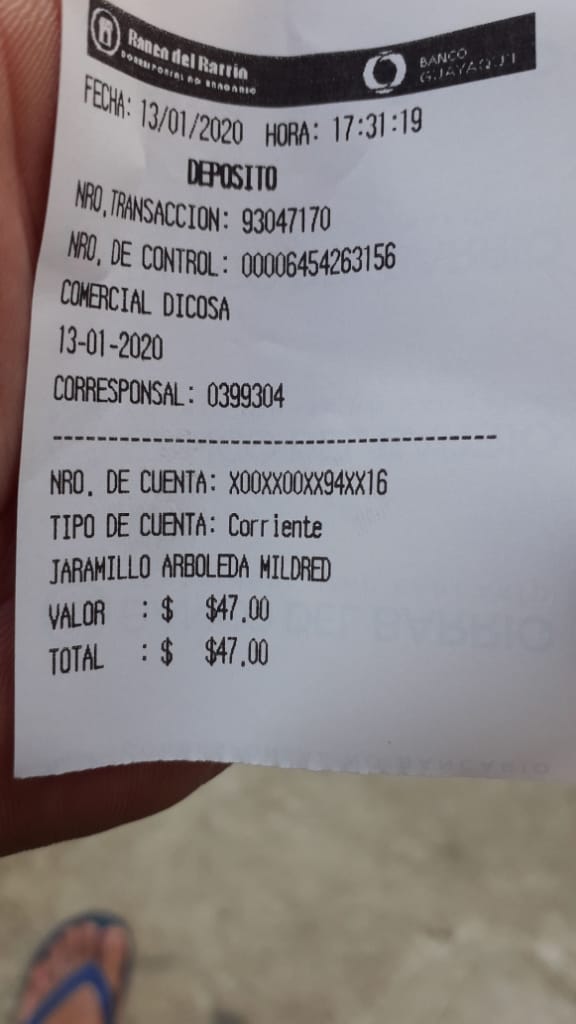 Banco del Barrio
CORRESPONSAL NO BANCARIO
BANCO
GUAYAQUIL
FECHA: 13/01/2020 HORA: 17:31:19
DEPOSITO
NRO.TRANSACCION: 93047170
NRO. DE CONTROL: 00006454263156
COMERCIAL DICOSA
13-01-2020
CORRESPONSAL: 0399304
----------------------------------------
NRO. DE CUENTA: X00XX00XX94XX16
TIPO DE CUENTA: Corriente
JARAMILLO ARBOLEDA MILDRED
VALOR : $ $47.00
TOTAL : $ $47.00